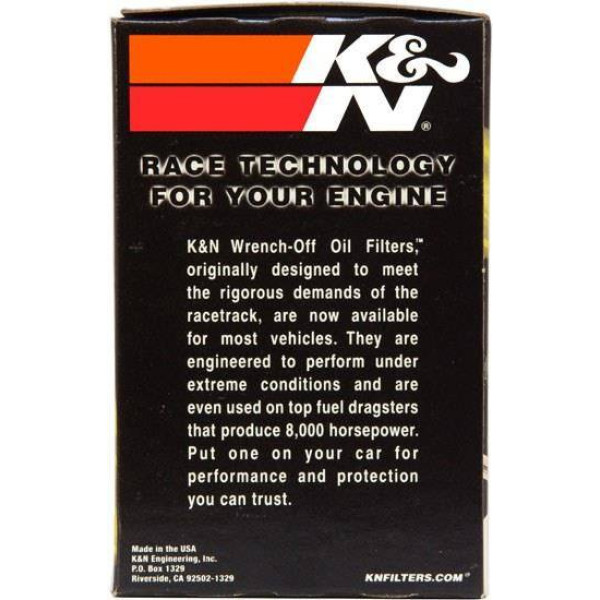 K&
N®
RACE TECHNOLOGY
FOR YOUR ENGINE
K&N Wrench-Off Oil Filters,™
originally designed to meet
the rigorous demands of the
racetrack, are now available
for most vehicles. They are
engineered to perform under
extreme conditions and are
even used on top fuel dragsters
that produce 8,000 horsepower.
Put one on your car for
performance and protection
you can trust.
Made in the USA
K&N Engineering, Inc.
P.O. Box 1329
Riverside, CA 92502-1329
KNFILTERS.COM®